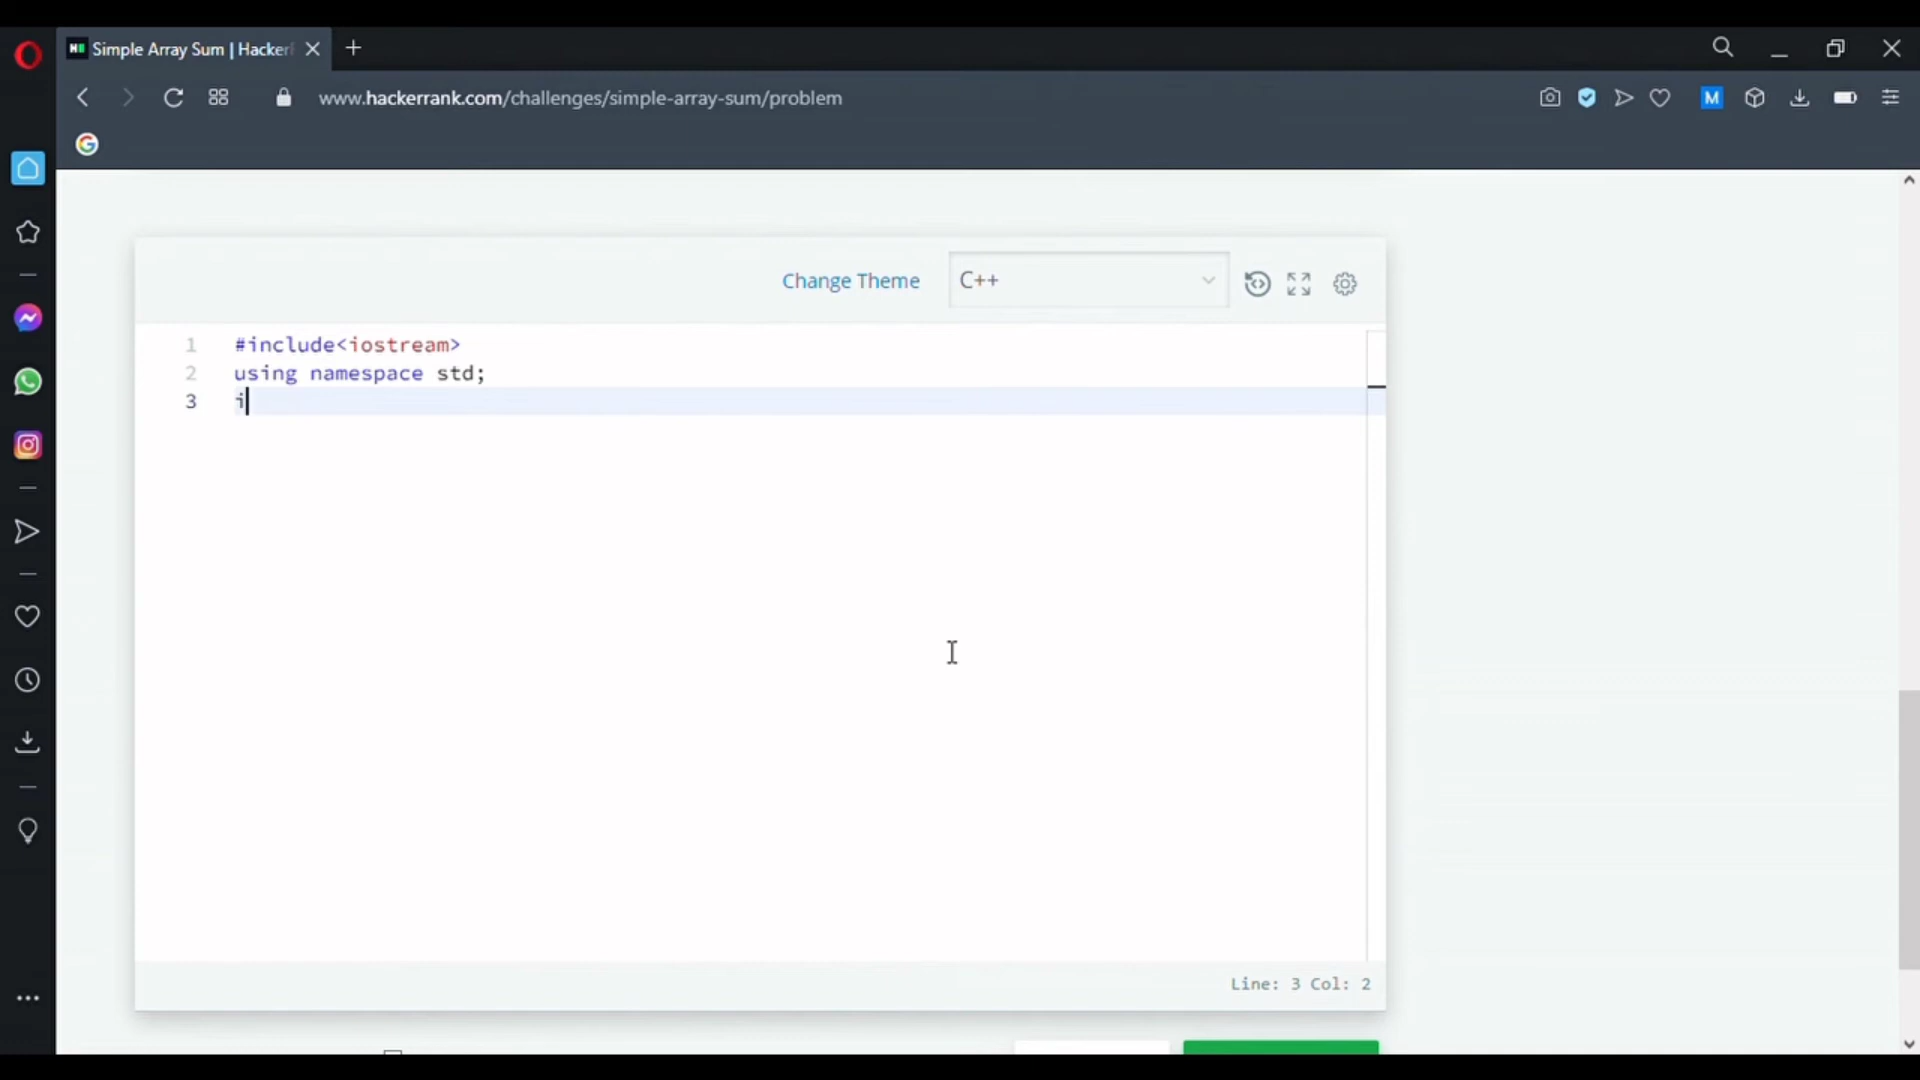 Simple Array Sum | Hacker
www.hackerrank.com/challenges/simple-array-sum/problem
M
Change Theme
C++
1 #include<iostream>
2 using namespace std;
3 i
Line: 3 Col: 2